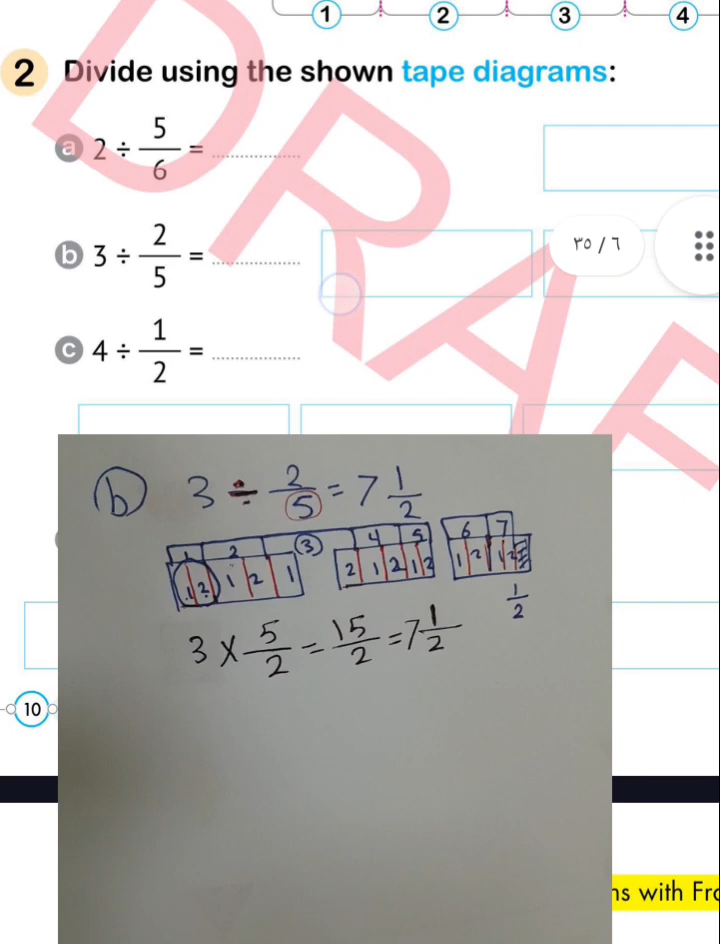 1 2 3 4
2 Divide using the shown tape diagrams:
a 2 ÷ 5/6 = ....................
٣٥ / ٦
b 3 ÷ 2/5 = ....................
c 4 ÷ 1/2 = ....................
DRAF
(b) 3 ÷ 2/5 = 7 1/2
1 2 3 4 5 6 7
1 2 1 2 1 2 1 2 1 2 1 2 1 2
1/2
3 × 5/2 = 15/2 = 7 1/2
10
ns with Fra